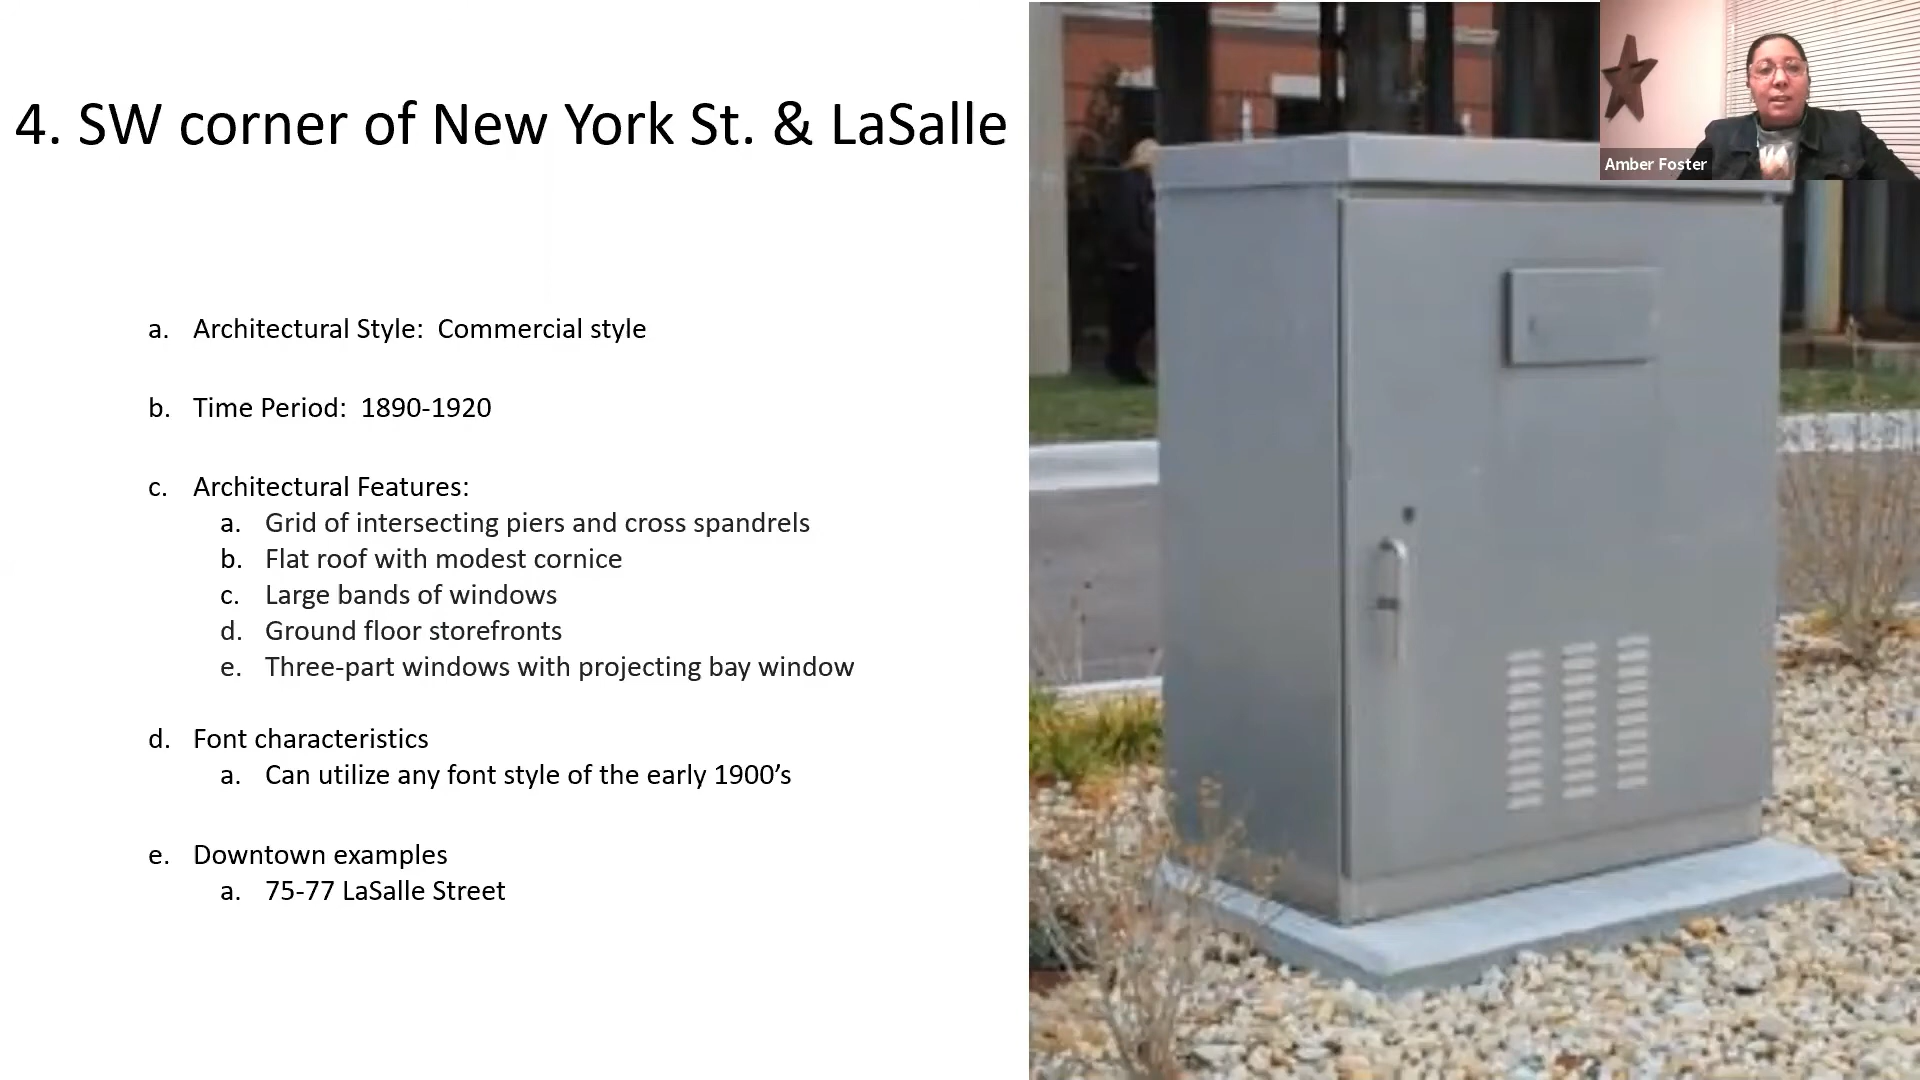 4. SW corner of New York St. & LaSalle
Amber Foster
a. Architectural Style:  Commercial style
b. Time Period:  1890-1920
c. Architectural Features:
a. Grid of intersecting piers and cross spandrels
b. Flat roof with modest cornice
c. Large bands of windows
d. Ground floor storefronts
e. Three-part windows with projecting bay window
d. Font characteristics
a. Can utilize any font style of the early 1900’s
e. Downtown examples
a. 75-77 LaSalle Street